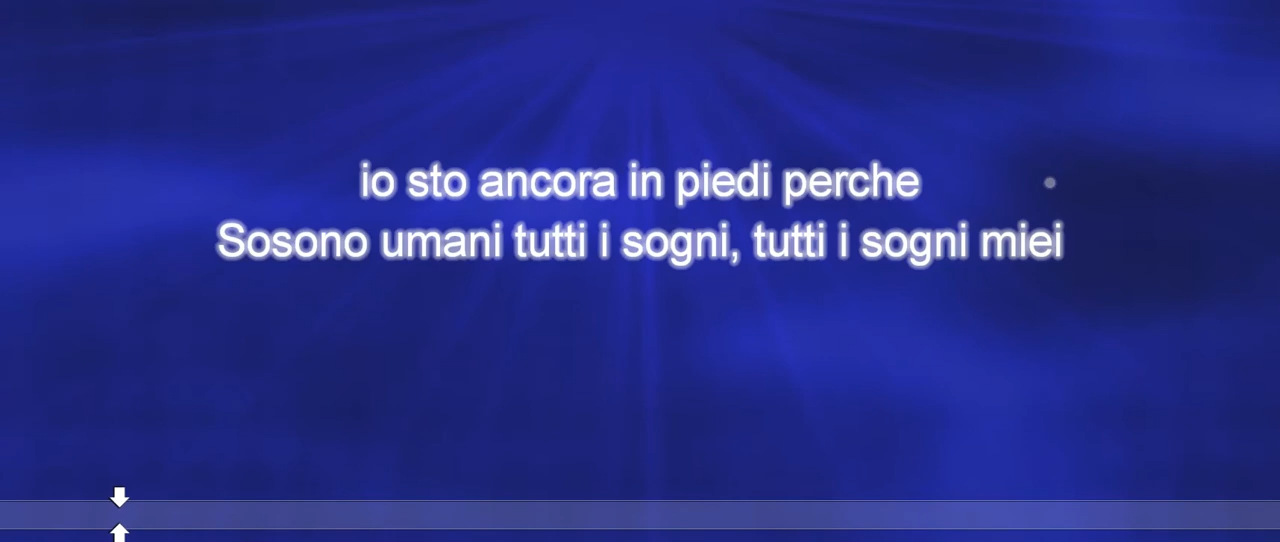 io sto ancora in piedi perche
Sosono umani tutti i sogni, tutti i sogni miei